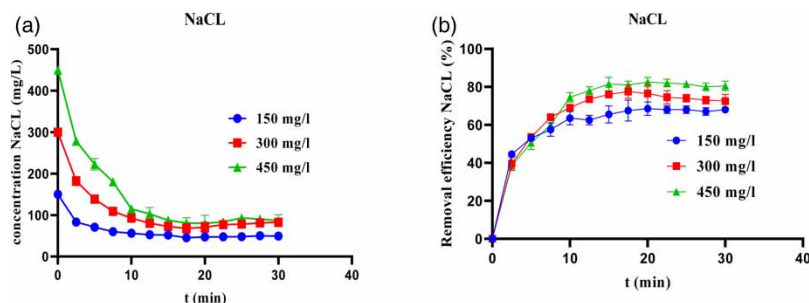 (a)
NaCL
concentration NaCL (mg/L)
500
400
300
200
100
0
0
10
20
30
40
t (min)
150 mg/l
300 mg/l
450 mg/l
(b)
NaCL
Removal efficiency NaCL (%)
100
80
60
40
20
0
0
10
20
30
40
t (min)
150 mg/l
300 mg/l
450 mg/l